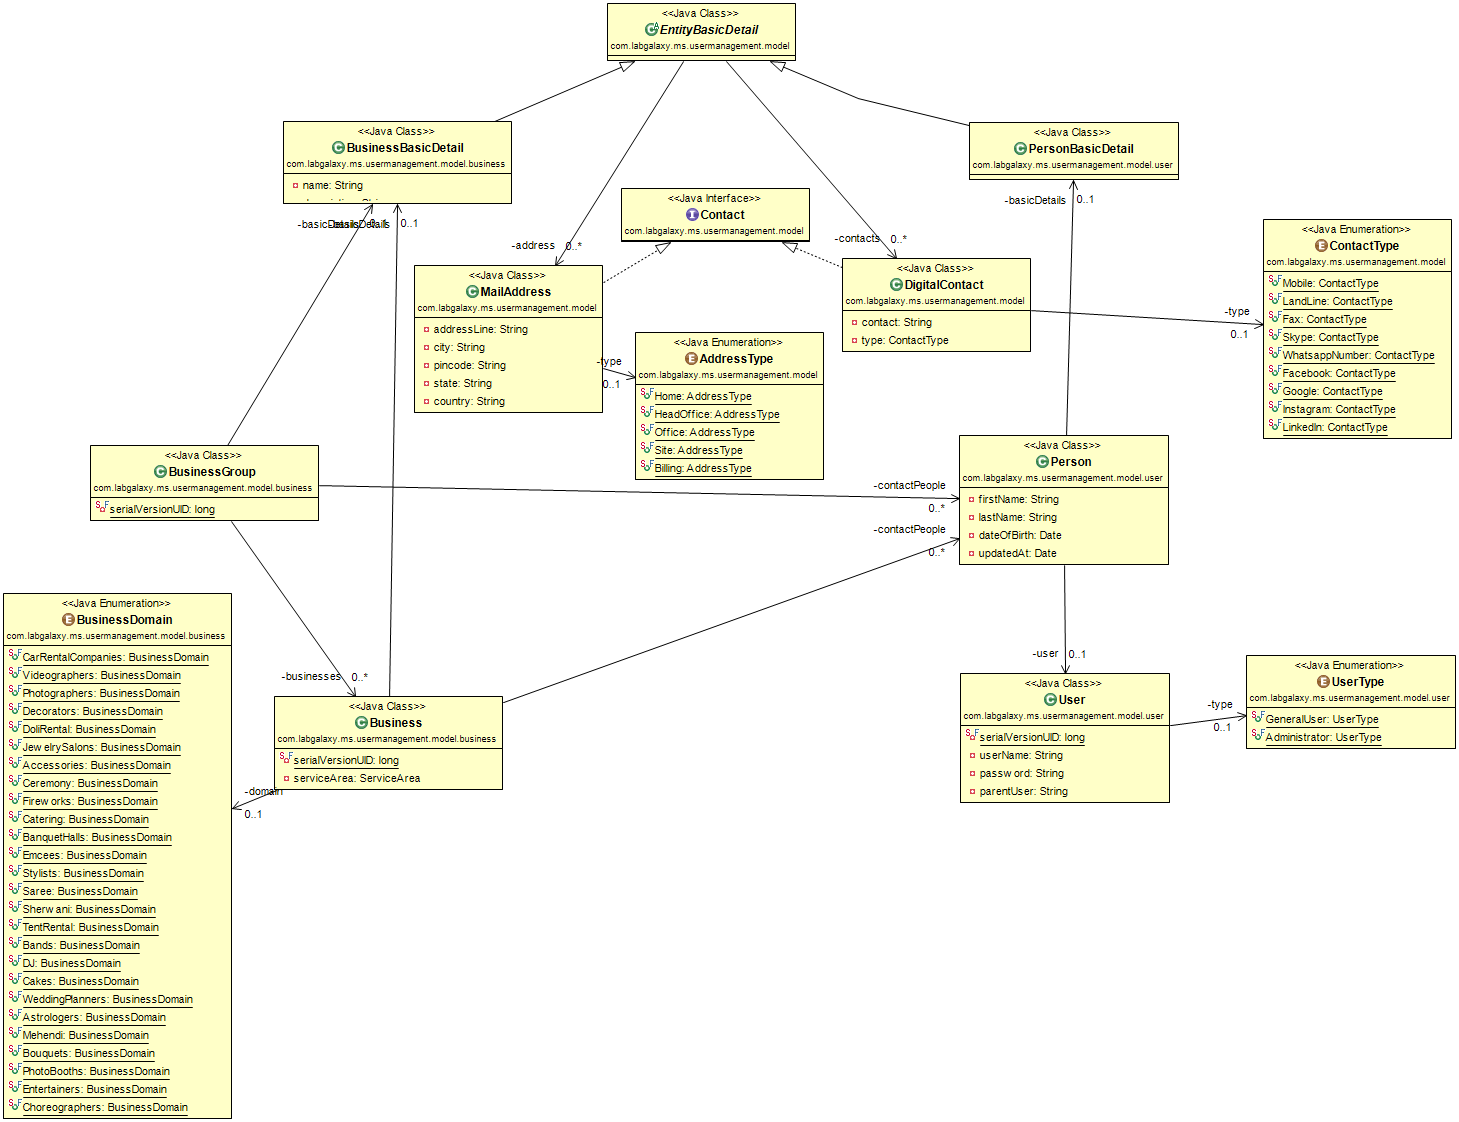 <<Java Class>>
EntityBasicDetail
com.labgalaxy.ms.usermanagement.model
<<Java Class>>
BusinessBasicDetail
com.labgalaxy.ms.usermanagement.model.business
name: String
<<Java Class>>
PersonBasicDetail
com.labgalaxy.ms.usermanagement.model.user
<<Java Interface>>
Contact
com.labgalaxy.ms.usermanagement.model
-basicDetails 0..1
-basicDetails 0..1
-basicDetails 0..1
-address 0..*
-contacts 0..*
<<Java Class>>
MailAddress
com.labgalaxy.ms.usermanagement.model
addressLine: String
city: String
pincode: String
state: String
country: String
<<Java Class>>
DigitalContact
com.labgalaxy.ms.usermanagement.model
contact: String
type: ContactType
-type
0..1
<<Java Enumeration>>
ContactType
com.labgalaxy.ms.usermanagement.model
Mobile: ContactType
LandLine: ContactType
Fax: ContactType
Skype: ContactType
WhatsappNumber: ContactType
Facebook: ContactType
Google: ContactType
Instagram: ContactType
LinkedIn: ContactType
-type
0..1
<<Java Enumeration>>
AddressType
com.labgalaxy.ms.usermanagement.model
Home: AddressType
HeadOffice: AddressType
Office: AddressType
Site: AddressType
Billing: AddressType
<<Java Class>>
BusinessGroup
com.labgalaxy.ms.usermanagement.model.business
serialVersionUID: long
-contactPeople
0..*
-contactPeople
0..*
<<Java Class>>
Person
com.labgalaxy.ms.usermanagement.model.user
firstName: String
lastName: String
dateOfBirth: Date
updatedAt: Date
<<Java Enumeration>>
BusinessDomain
com.labgalaxy.ms.usermanagement.model.business
CarRentalCompanies: BusinessDomain
Videographers: BusinessDomain
Photographers: BusinessDomain
Decorators: BusinessDomain
DoliRental: BusinessDomain
JewelrySalons: BusinessDomain
Accessories: BusinessDomain
Ceremony: BusinessDomain
Fireworks: BusinessDomain
Catering: BusinessDomain
BanquetHalls: BusinessDomain
Emcees: BusinessDomain
Stylists: BusinessDomain
Saree: BusinessDomain
Sherwani: BusinessDomain
TentRental: BusinessDomain
Bands: BusinessDomain
DJ: BusinessDomain
Cakes: BusinessDomain
WeddingPlanners: BusinessDomain
Astrologers: BusinessDomain
Mehendi: BusinessDomain
Bouquets: BusinessDomain
PhotoBooths: BusinessDomain
Entertainers: BusinessDomain
Choreographers: BusinessDomain
-businesses 0..*
<<Java Class>>
Business
com.labgalaxy.ms.usermanagement.model.business
serialVersionUID: long
serviceArea: ServiceArea
-domain
0..1
-user 0..1
<<Java Class>>
User
com.labgalaxy.ms.usermanagement.model.user
serialVersionUID: long
userName: String
password: String
parentUser: String
-type
0..1
<<Java Enumeration>>
UserType
com.labgalaxy.ms.usermanagement.model.user
GeneralUser: UserType
Administrator: UserType